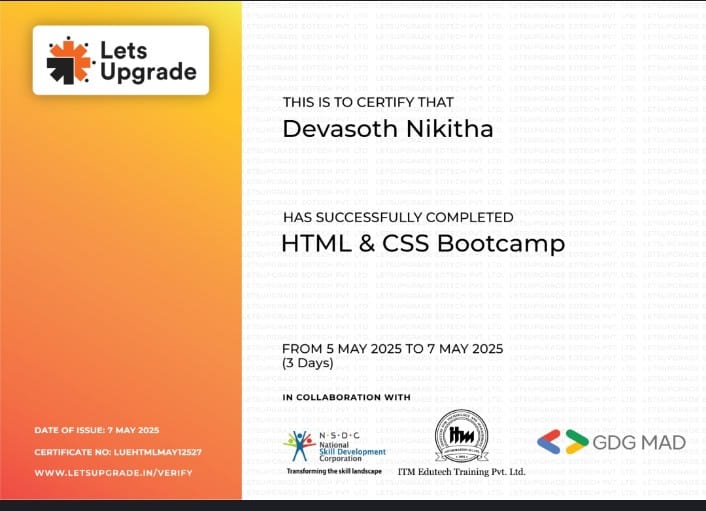 Lets
Upgrade
THIS IS TO CERTIFY THAT
Devasoth Nikitha
HAS SUCCESSFULLY COMPLETED
HTML & CSS Bootcamp
FROM 5 MAY 2025 TO 7 MAY 2025
(3 Days)
IN COLLABORATION WITH
N·S·D·C
National
Skill Development
Corporation
Transforming the skill landscape
itm
ITM Edutech Training Pvt. Ltd.
GDG MAD
DATE OF ISSUE: 7 MAY 2025
CERTIFICATE NO: LUEHTMLMAY12527
WWW.LETSUPGRADE.IN/VERIFY